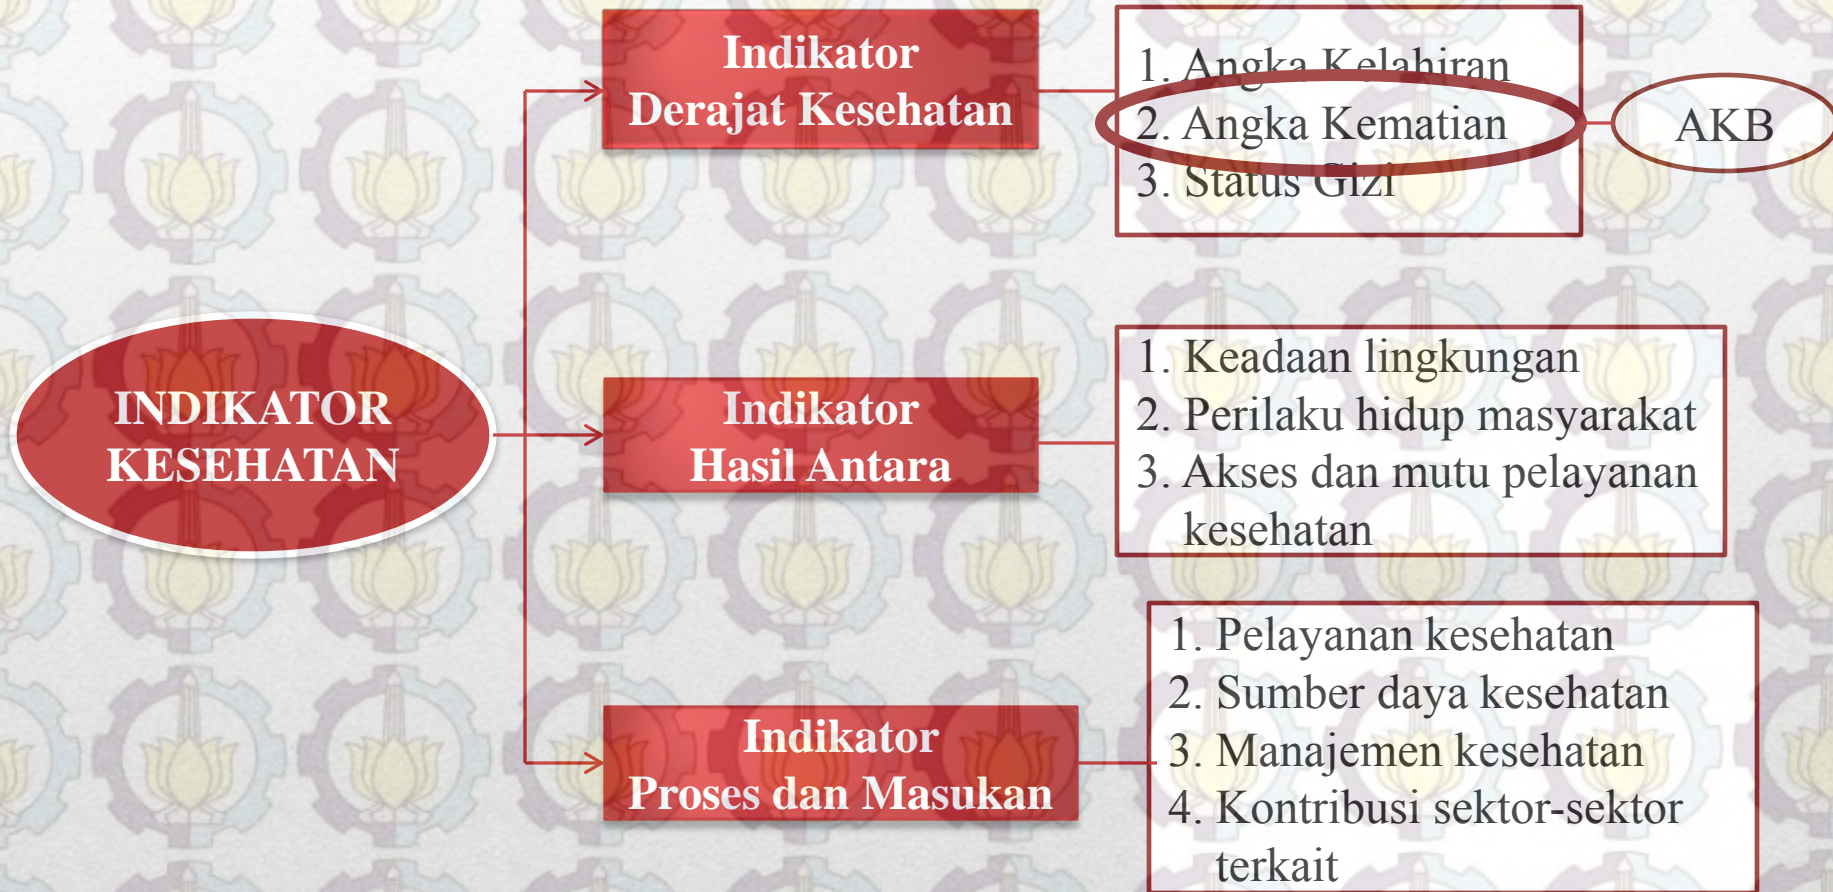 INDIKATOR
KESEHATAN
Indikator
Derajat Kesehatan
1. Angka Kelahiran
2. Angka Kematian
3. Status Gizi
AKB
Indikator
Hasil Antara
1. Keadaan lingkungan
2. Perilaku hidup masyarakat
3. Akses dan mutu pelayanan
kesehatan
Indikator
Proses dan Masukan
1. Pelayanan kesehatan
2. Sumber daya kesehatan
3. Manajemen kesehatan
4. Kontribusi sektor-sektor
terkait